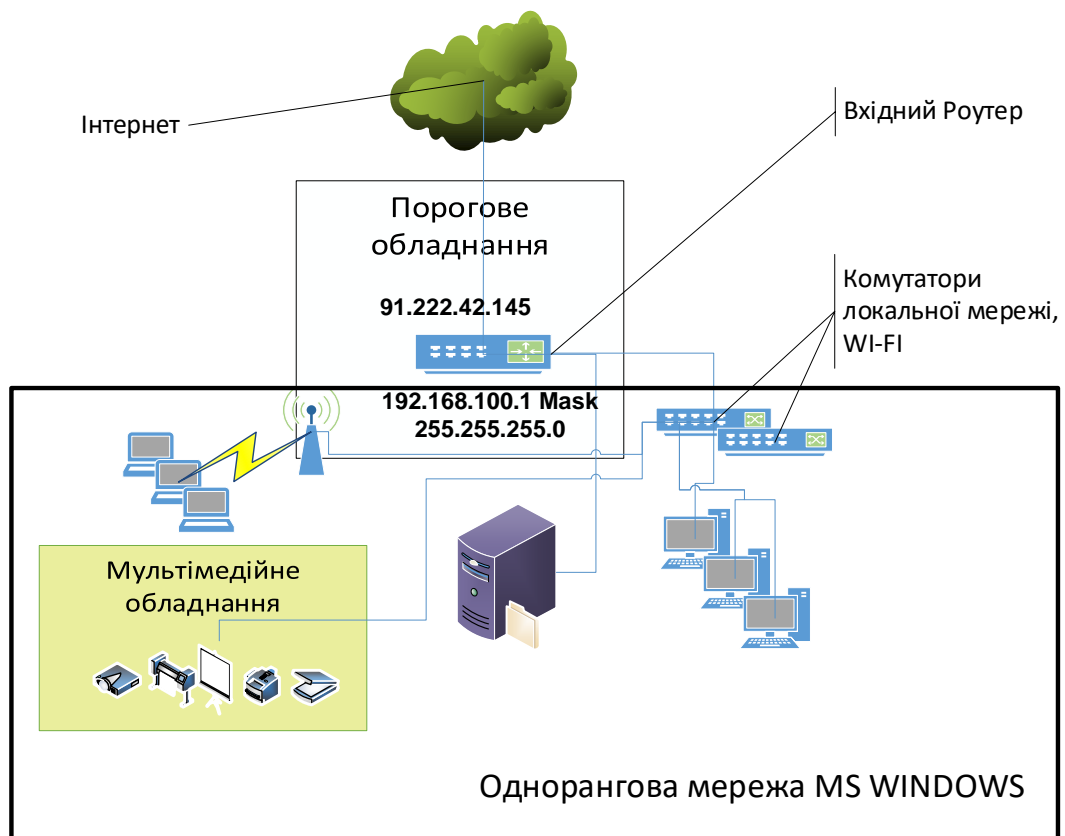 Інтернет
Вхідний Роутер
Порогове
обладнання
91.222.42.145
Комутатори
локальної мережі,
WI-FI
192.168.100.1 Mask
255.255.255.0
Мультімедійне
обладнання
Однорангова мережа MS WINDOWS